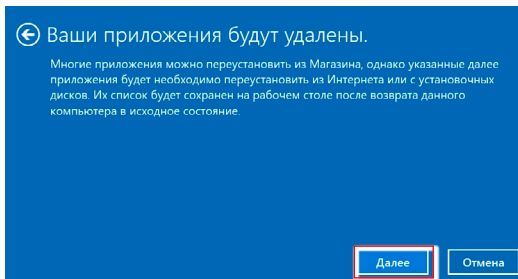 Ваши приложения будут удалены.
Многие приложения можно переустановить из Магазина, однако указанные далее
приложения будет необходимо переустановить из Интернета или с установочных
дисков. Их список будет сохранен на рабочем столе после возврата данного
компьютера в исходное состояние.
Далее
Отмена